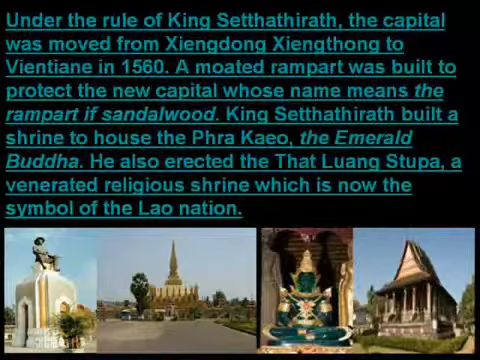 Under the rule of King Setthathirath, the capital
was moved from Xiengdong Xiengthong to
Vientiane in 1560. A moated rampart was built to
protect the new capital whose name means the
rampart if sandalwood. King Setthathirath built a
shrine to house the Phra Kaeo, the Emerald
Buddha. He also erected the That Luang Stupa, a
venerated religious shrine which is now the
symbol of the Lao nation.